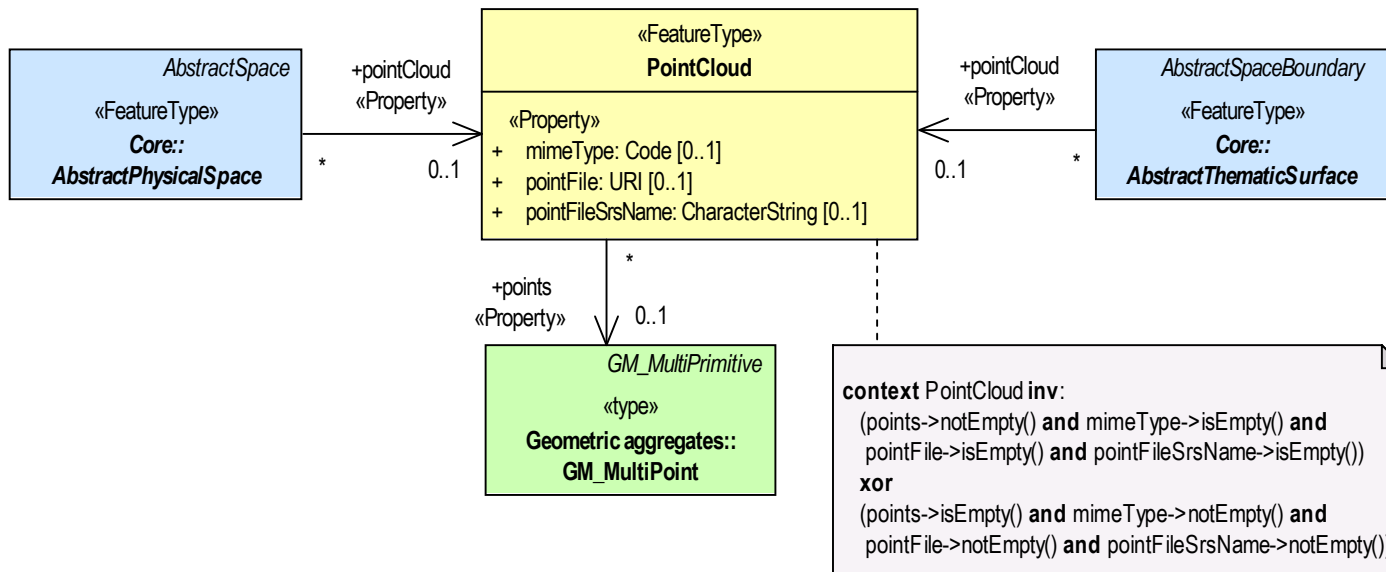 AbstractSpace
«FeatureType»
Core::
AbstractPhysicalSpace
+pointCloud
«Property»
*
0..1
«FeatureType»
PointCloud
«Property»
+ mimeType: Code [0..1]
+ pointFile: URI [0..1]
+ pointFileSrsName: CharacterString [0..1]
+pointCloud
«Property»
0..1
*
AbstractSpaceBoundary
«FeatureType»
Core::
AbstractThematicSurface
*
+points
«Property»
0..1
GM_MultiPrimitive
«type»
Geometric aggregates::
GM_MultiPoint
context PointCloud inv:
(points->notEmpty() and mimeType->isEmpty() and
pointFile->isEmpty() and pointFileSrsName->isEmpty())
xor
(points->isEmpty() and mimeType->notEmpty() and
pointFile->notEmpty() and pointFileSrsName->notEmpty())